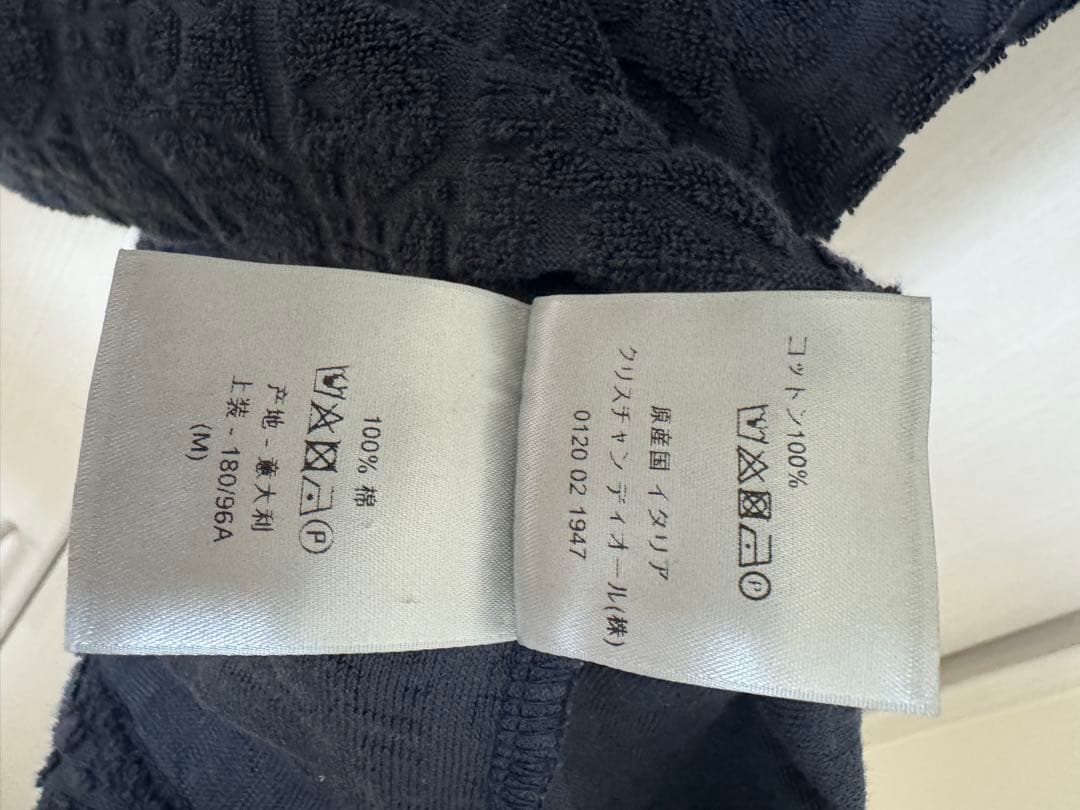 コットン100%
P
原産国 イタリア
クリスチャン ディオール(株)
0120 02 1947
100% 棉
P
产地 - 意大利
上装 - 180/96A
(M)